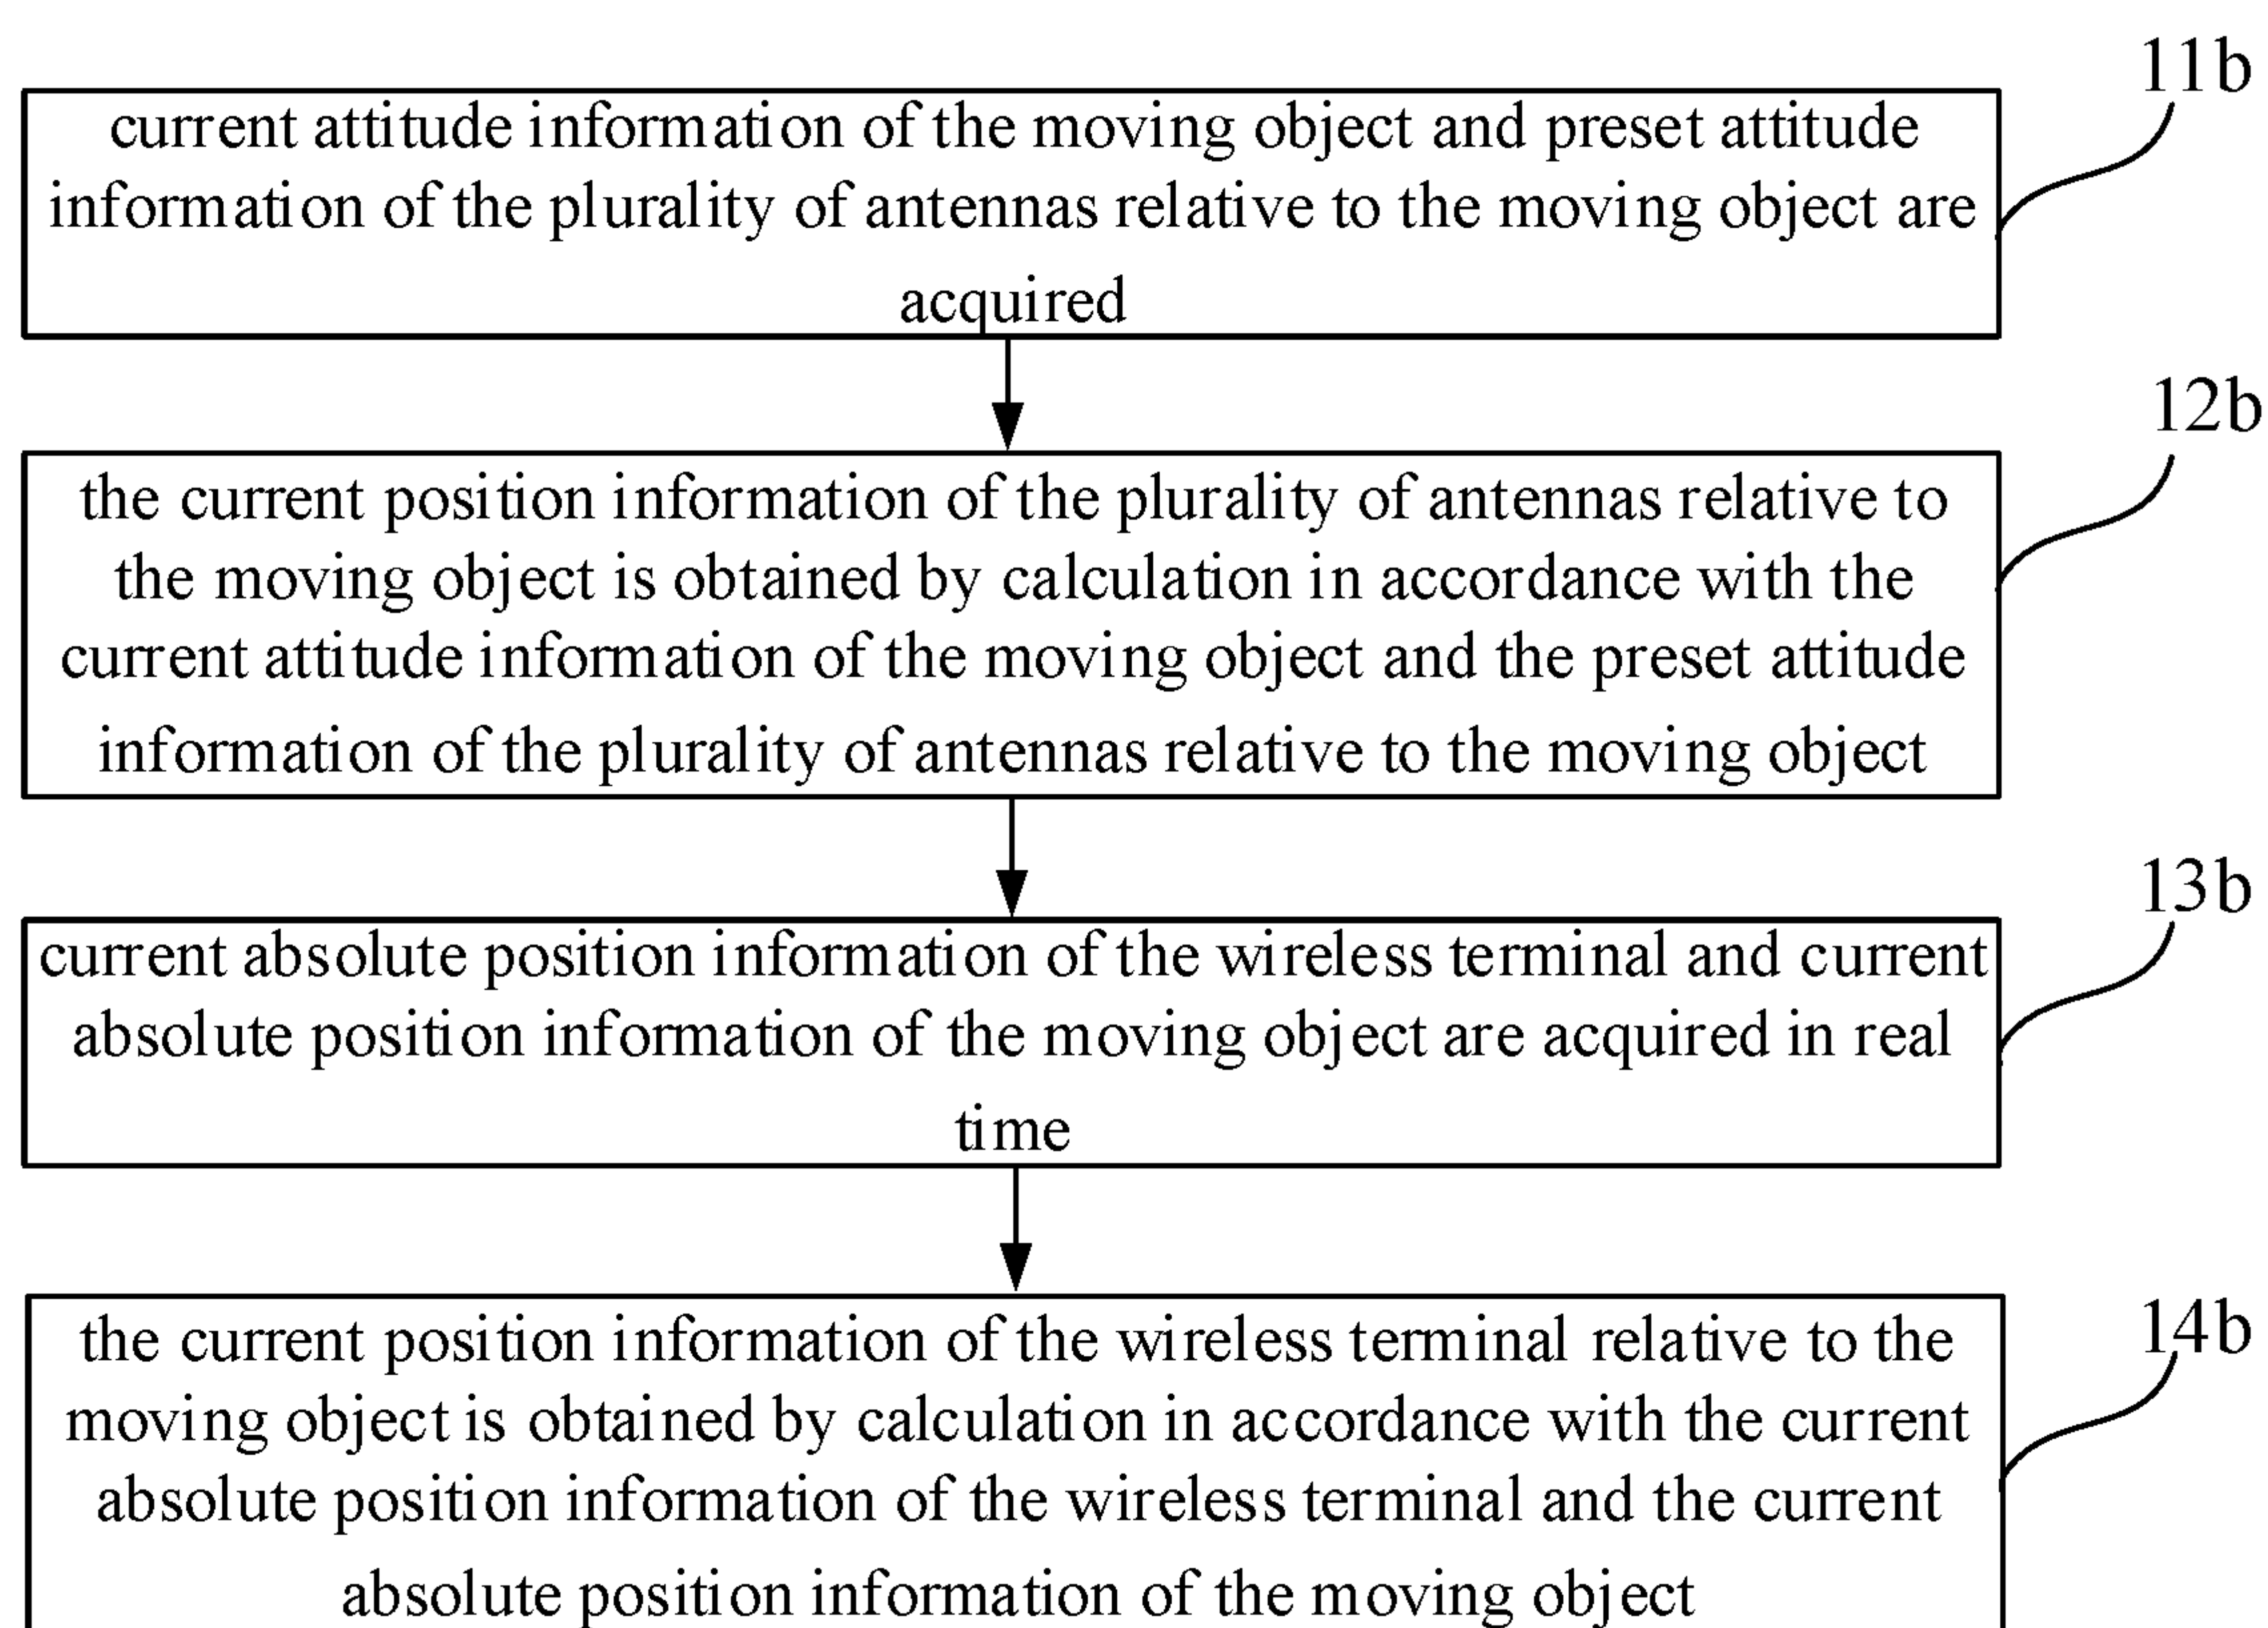 11b
current attitude information of the moving object and preset attitude
information of the plurality of antennas relative to the moving object are
acquired
12b
the current position information of the plurality of antennas relative to
the moving object is obtained by calculation in accordance with the
current attitude information of the moving object and the preset attitude
information of the plurality of antennas relative to the moving object
13b
current absolute position information of the wireless terminal and current
absolute position information of the moving object are acquired in real
time
14b
the current position information of the wireless terminal relative to the
moving object is obtained by calculation in accordance with the current
absolute position information of the wireless terminal and the current
absolute position information of the moving object